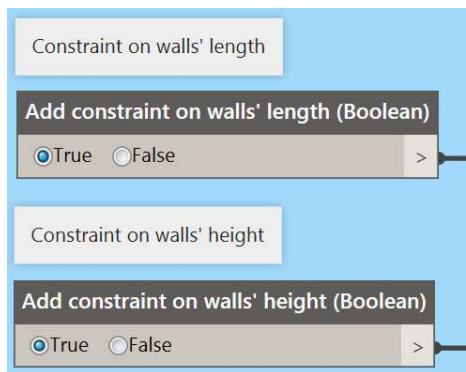 Constraint on walls' length
Add constraint on walls' length (Boolean)
True False >
Constraint on walls' height
Add constraint on walls' height (Boolean)
True False >